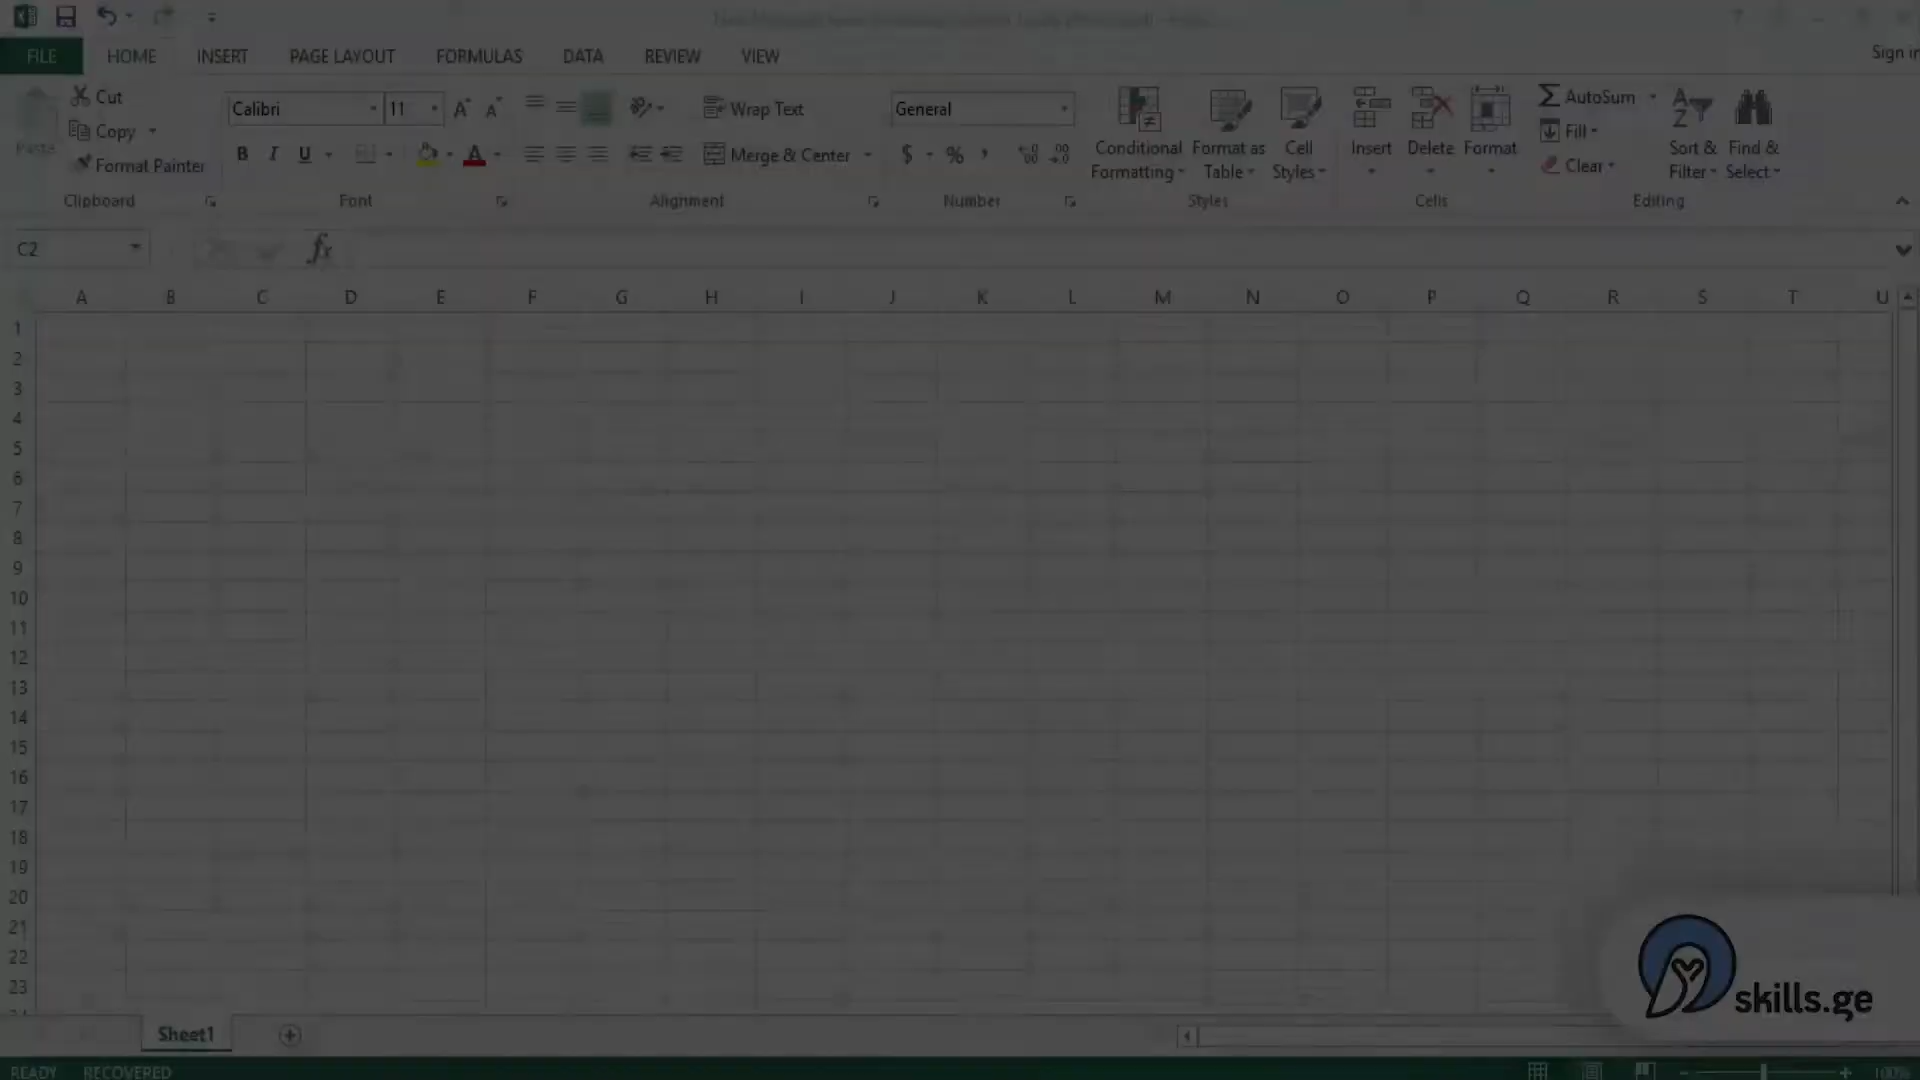 FILE HOME INSERT PAGE LAYOUT FORMULAS DATA REVIEW VIEW Sign in
Paste
Cut
Copy
Format Painter
Clipboard
Calibri 11
B I U A
Font
Wrap Text
Merge & Center
Alignment
General
$ % ,
Number
Conditional Formatting
Format as Table
Cell Styles
Styles
Insert Delete Format
Cells
AutoSum
Fill
Clear
Sort & Filter
Find & Select
Editing
C2 fx
A B C D E F G H I J K L M N O P Q R S T U
1
2
3
4
5
6
7
8
9
10
11
12
13
14
15
16
17
18
19
20
21
22
23
skills.ge
Sheet1
READY RECOVERED 100%